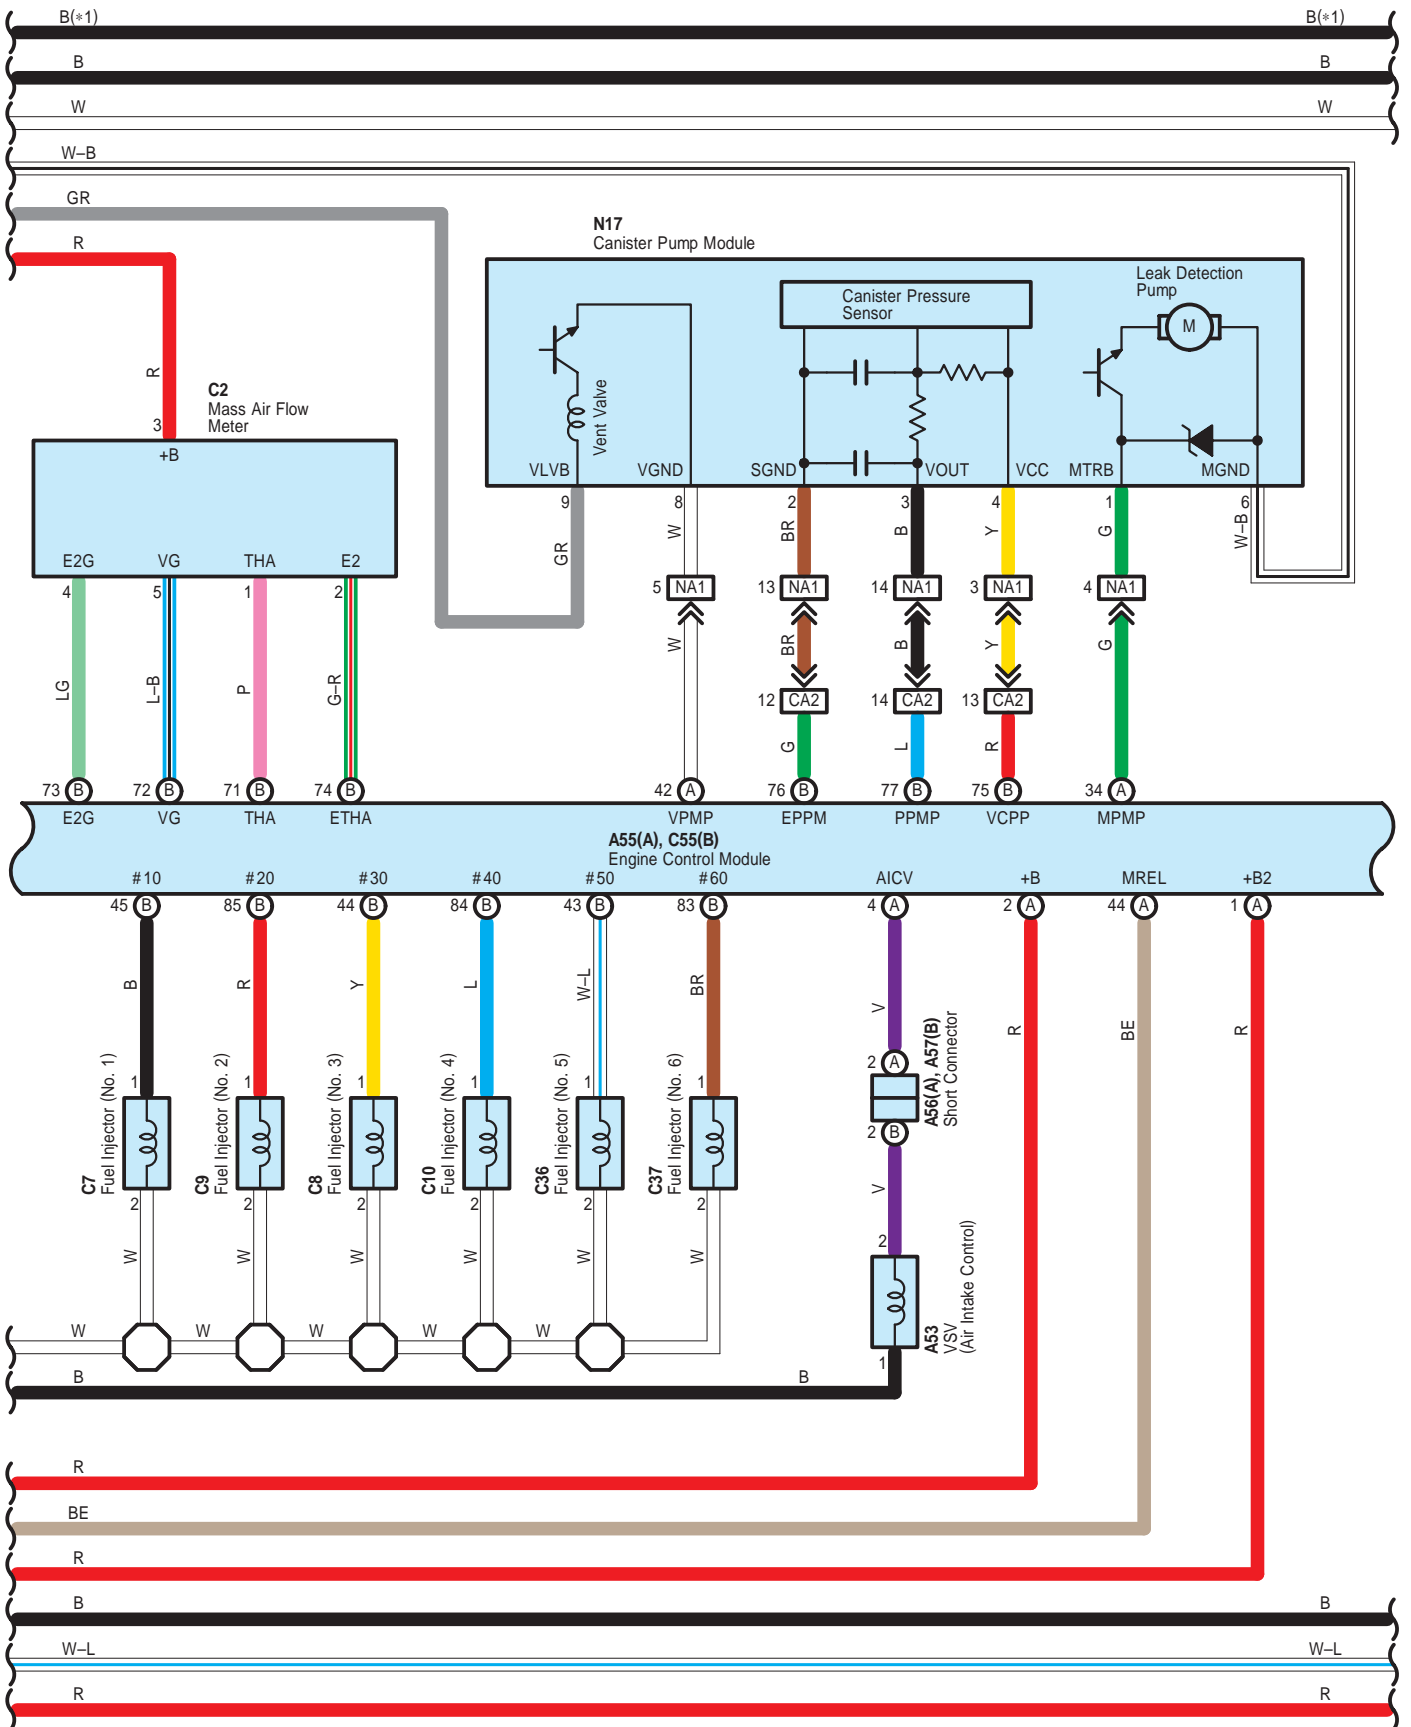 B(∗1) B(∗1)
B B
W W
W–B
GR
R
N17
Canister Pump Module
Leak Detection
Pump
Canister Pressure
Sensor
M
Vent Valve
R
C2
Mass Air Flow
Meter
3
+B
VLVB VGND SGND VOUT VCC MTRB MGND
9 8 2 3 4 1 6
GR W BR B Y G W–B
E2G VG THA E2
4 5 1 2
5 NA1 13 NA1 14 NA1 3 NA1 4 NA1
W BR B Y G
LG L–B P G–R
12 CA2 14 CA2 13 CA2
G L R
73 B 72 B 71 B 74 B 42 A 76 B 77 B 75 B 34 A
E2G VG THA ETHA VPMP EPPM PPMP VCPP MPMP
A55(A), C55(B)
Engine Control Module
#10 #20 #30 #40 #50 #60 AICV +B MREL +B2
45 B 85 B 44 B 84 B 43 B 83 B 4 A 2 A 44 A 1 A
B R Y L W–L BR V R BE R
2 A
A56(A), A57(B)
Short Connector
2 B
1 1 1 1 1 1
C7
Fuel Injector (No. 1)
C9
Fuel Injector (No. 2)
C8
Fuel Injector (No. 3)
C10
Fuel Injector (No. 4)
C36
Fuel Injector (No. 5)
C37
Fuel Injector (No. 6)
2 2 2 2 2 2
V
W W W W W W
2
A53
VSV
(Air Intake Control)
1
W W W W W
B B
R
BE
R
B B
W–L W–L
R R